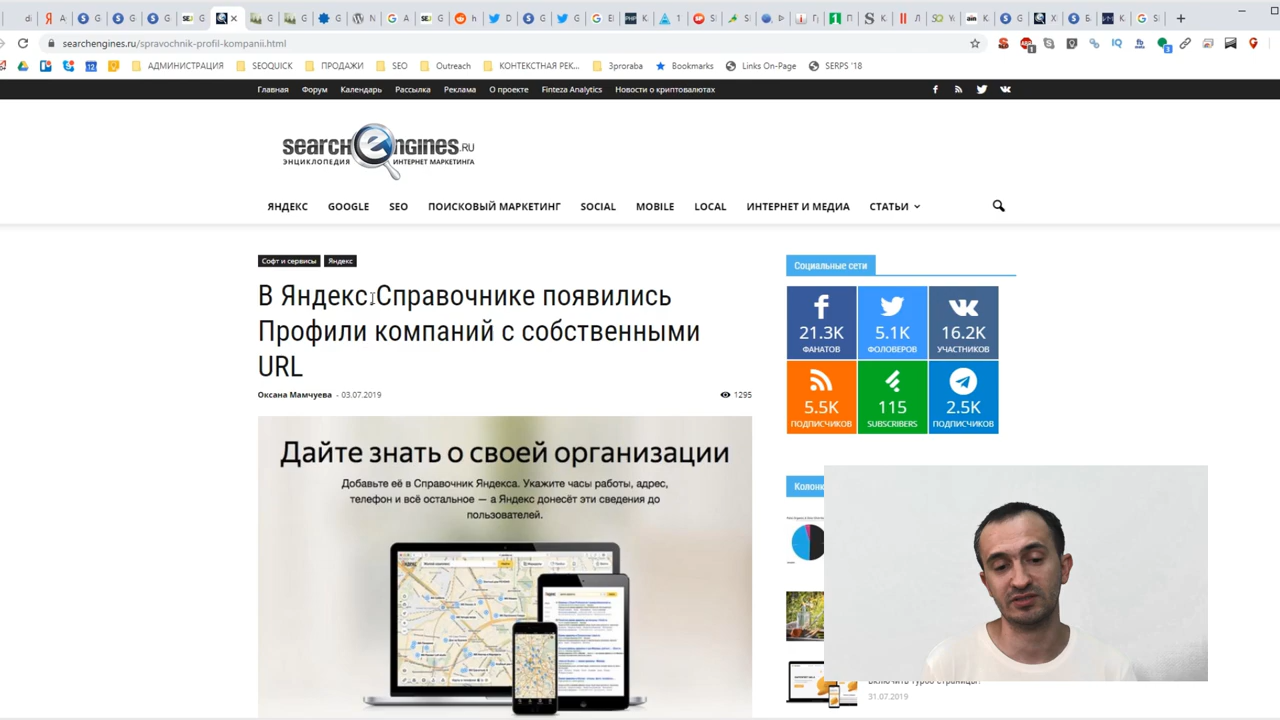 searchengines.ru/spravochnik-profil-kompanii.html
АДМИНИСТРАЦИЯ SEOQUICK ПРОДАЖИ SEO Outreach КОНТЕКСТНАЯ РЕК... 3proraba Bookmarks Links On-Page SERPS '18
Главная Форум Календарь Рассылка Реклама О проекте Finteza Analytics Новости о криптовалютах
searchengines.RU
ЭНЦИКЛОПЕДИЯ ИНТЕРНЕТ МАРКЕТИНГА
ЯНДЕКС GOOGLE SEO ПОИСКОВЫЙ МАРКЕТИНГ SOCIAL MOBILE LOCAL ИНТЕРНЕТ И МЕДИА СТАТЬИ
Софт и сервисы Яндекс
В Яндекс.Справочнике появились
Профили компаний с собственными
URL
Оксана Мамчуева - 03.07.2019 1295
Дайте знать о своей организации
Добавьте её в Справочник Яндекса. Укажите часы работы, адрес,
телефон и всё остальное — а Яндекс донесёт эти сведения до
пользователей.
Социальные сети
21.3K 5.1K 16.2K
ФАНАТОВ ФОЛОВЕРОВ УЧАСТНИКОВ
5.5K 115 2.5K
ПОДПИСЧИКОВ SUBSCRIBERS ПОДПИСЧИКОВ
Колонк
31.07.2019